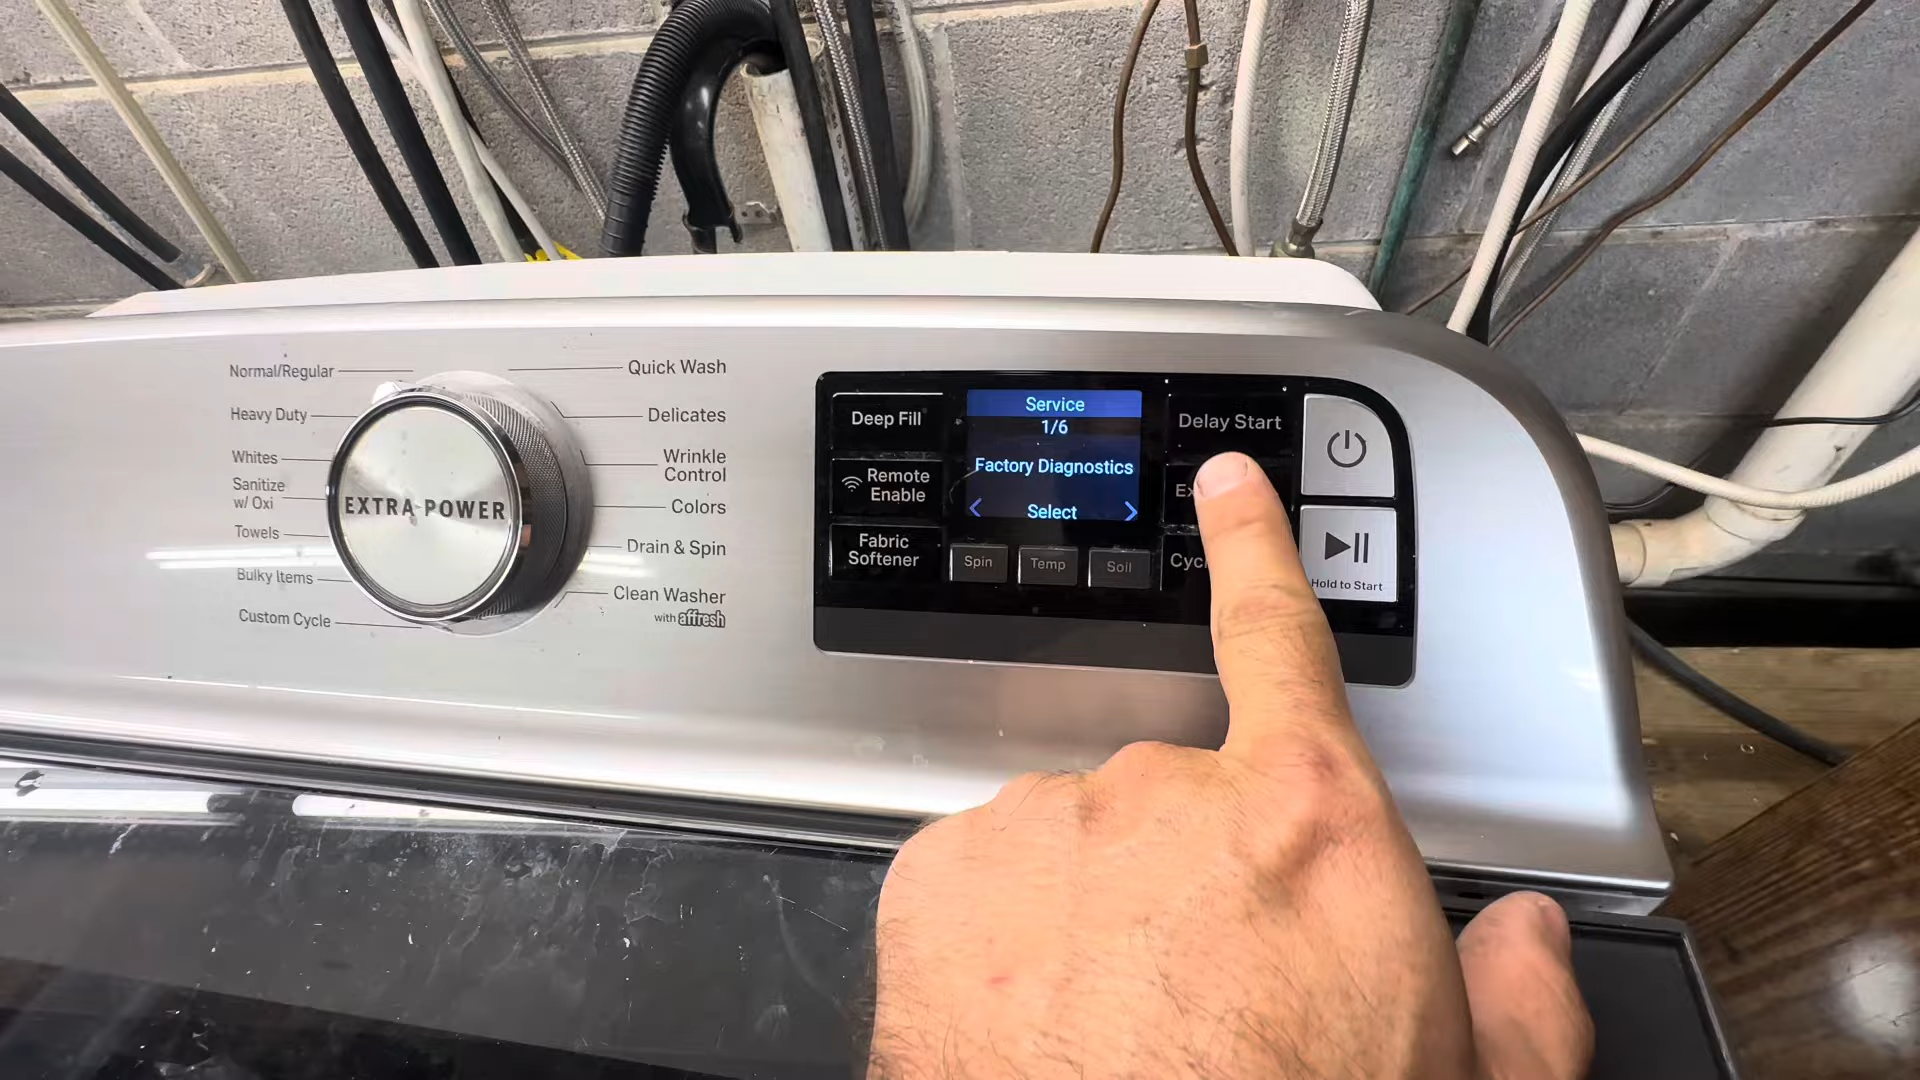 Normal/Regular
Heavy Duty
Whites
Sanitize
w/ Oxi
Towels
Bulky Items
Custom Cycle
EXTRA POWER
Quick Wash
Delicates
Wrinkle
Control
Colors
Drain & Spin
Clean Washer
with affresh
Deep Fill
Remote
Enable
Fabric
Softener
Service
1/6
Factory Diagnostics
< Select >
Spin
Temp
Soil
Delay Start
Hold to Start